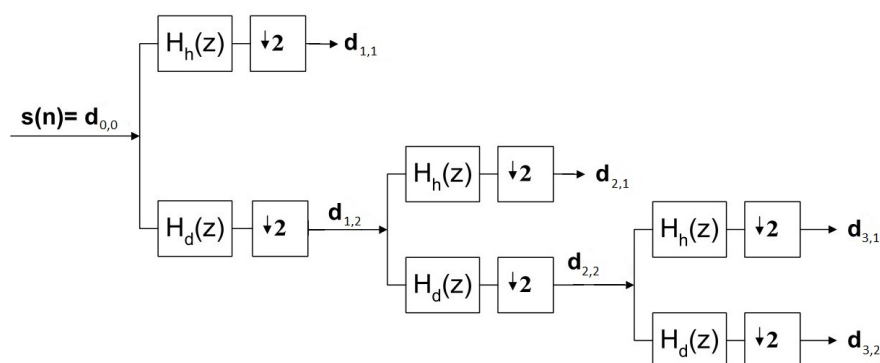 H_h(z) ↓2 d_1,1
s(n)= d_0,0
H_h(z) ↓2 d_2,1
H_d(z) ↓2 d_1,2
H_h(z) ↓2 d_3,1
H_d(z) ↓2 d_2,2
H_d(z) ↓2 d_3,2